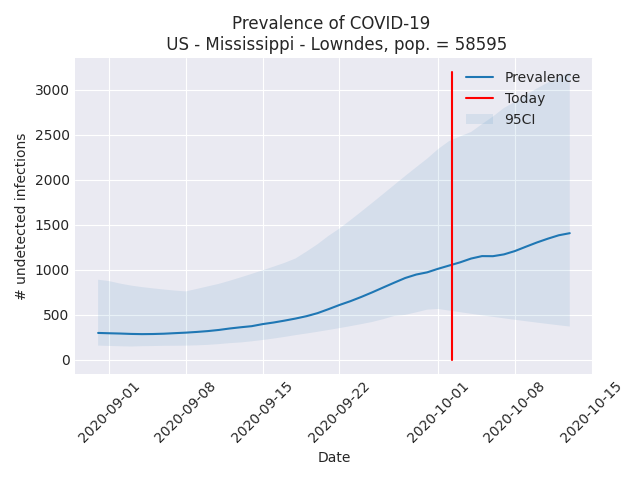 Prevalence of COVID-19
US - Mississippi - Lowndes, pop. = 58595
Prevalence
Today
95CI
3000
2500
2000
1500
1000
500
0
# undetected infections
2020-09-01
2020-09-08
2020-09-15
2020-09-22
2020-10-01
2020-10-08
2020-10-15
Date